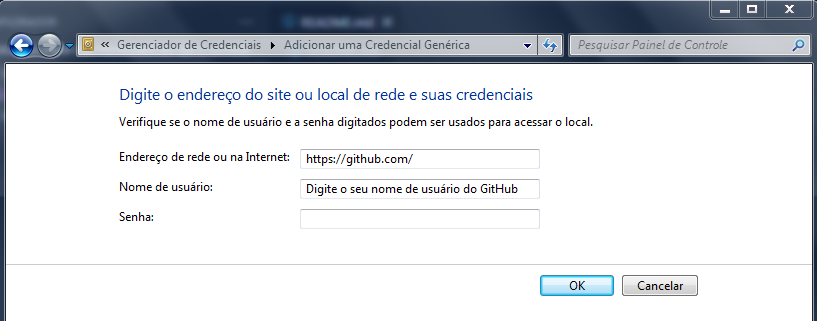 Gerenciador de Credenciais Adicionar uma Credencial Genérica Pesquisar Painel de Controle
Digite o endereço do site ou local de rede e suas credenciais
Verifique se o nome de usuário e a senha digitados podem ser usados para acessar o local.
Endereço de rede ou na Internet: https://github.com/
Nome de usuário: Digite o seu nome de usuário do GitHub
Senha:
OK Cancelar